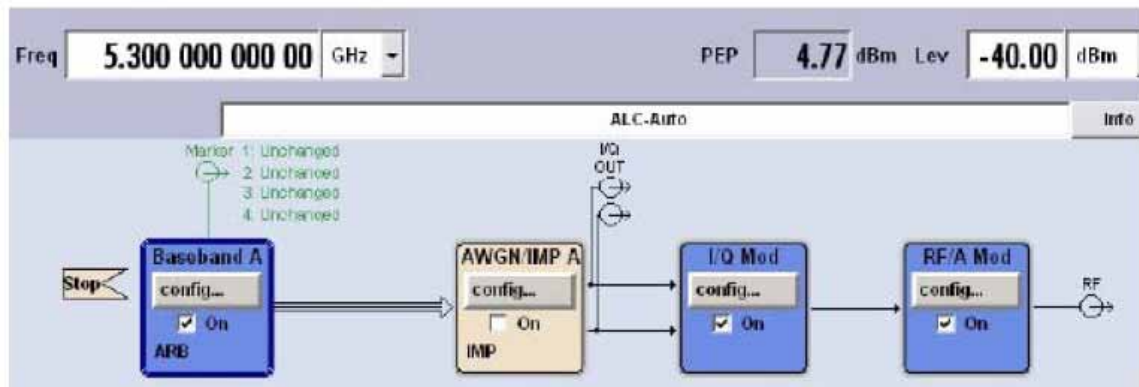 Freq 5.300 000 000 00 GHz PEP 4.77 dBm Lev -40.00 dBm
ALC-Auto Info
Marker 1: Unchanged
2: Unchanged
3: Unchanged
4: Unchanged
I/Q
OUT
Stop
Baseband A
config...
On
ARB
AWGN/IMP A
config...
On
IMP
I/Q Mod
config...
On
RF/A Mod
config...
On
RF